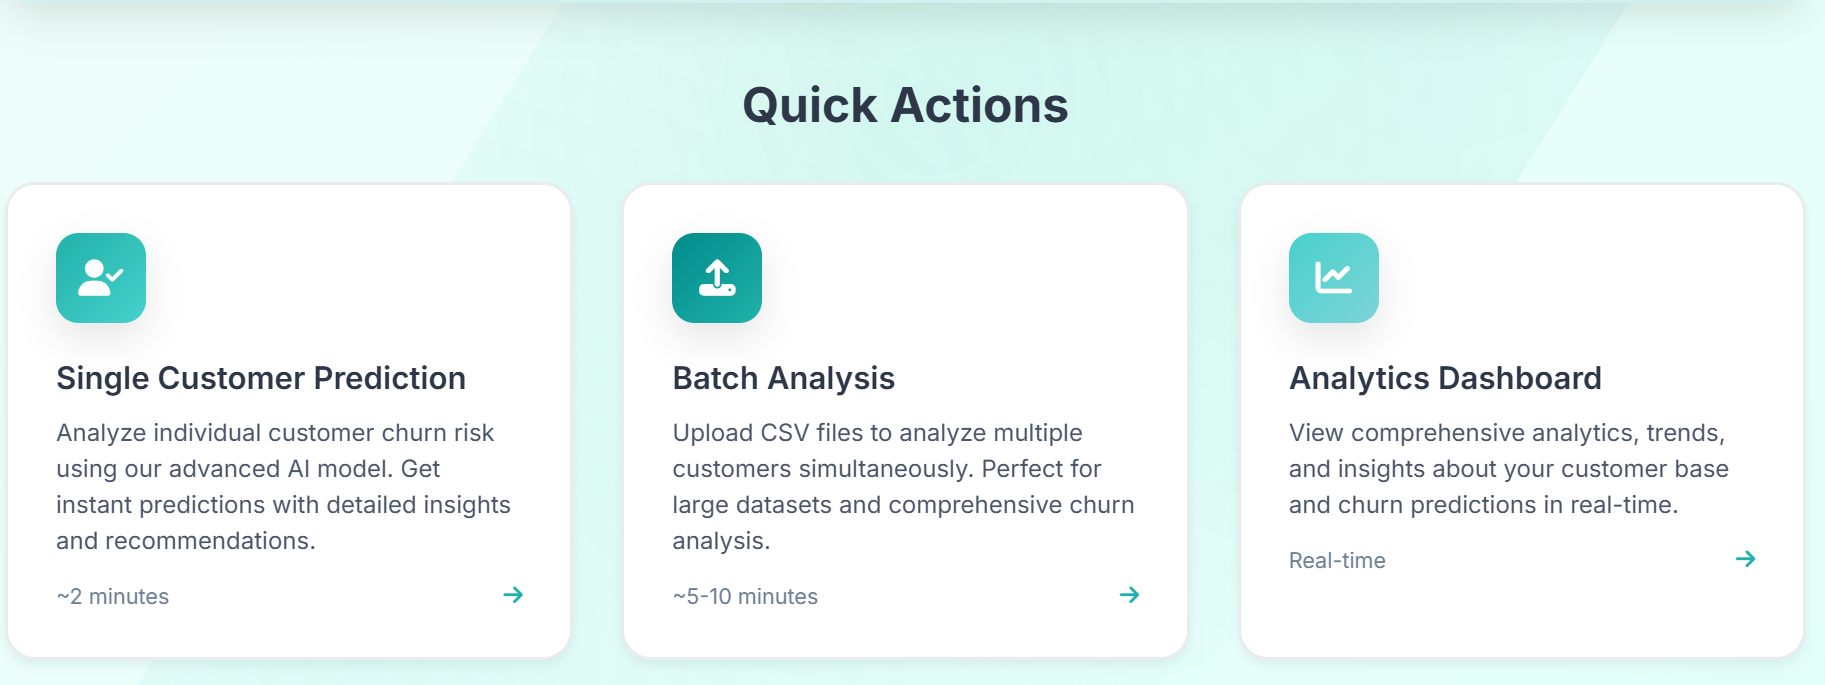 Quick Actions
Single Customer Prediction
Analyze individual customer churn risk
using our advanced AI model. Get
instant predictions with detailed insights
and recommendations.
~2 minutes
Batch Analysis
Upload CSV files to analyze multiple
customers simultaneously. Perfect for
large datasets and comprehensive churn
analysis.
~5-10 minutes
Analytics Dashboard
View comprehensive analytics, trends,
and insights about your customer base
and churn predictions in real-time.
Real-time